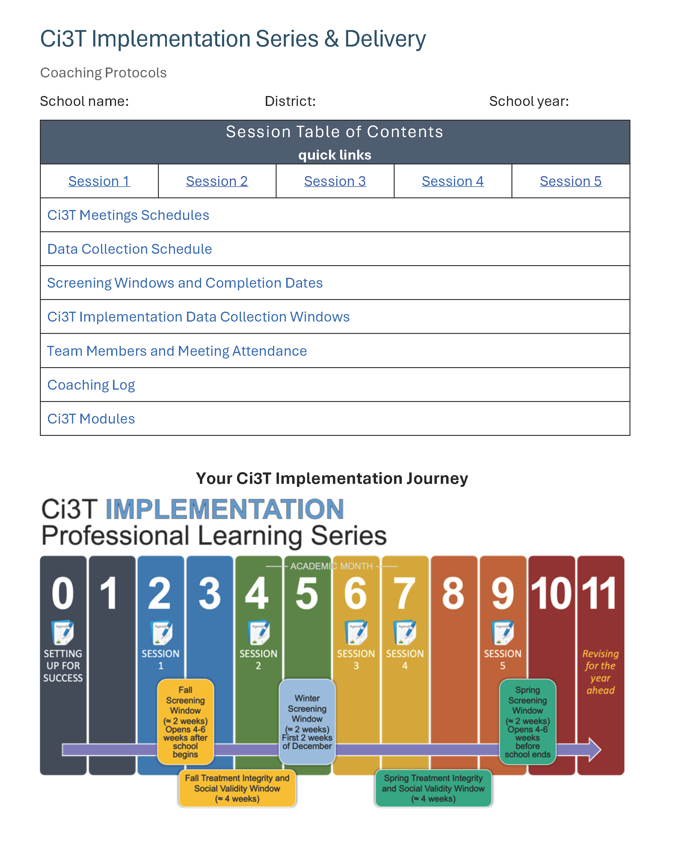 Ci3T Implementation Series & Delivery
Coaching Protocols
School name: District: School year:
Session Table of Contents
quick links
Session 1 Session 2 Session 3 Session 4 Session 5
Ci3T Meetings Schedules
Data Collection Schedule
Screening Windows and Completion Dates
Ci3T Implementation Data Collection Windows
Team Members and Meeting Attendance
Coaching Log
Ci3T Modules
Your Ci3T Implementation Journey
Ci3T IMPLEMENTATION
Professional Learning Series
ACADEMIC MONTH
0 1 2 3 4 5 6 7 8 9 10 11
SETTING
UP FOR
SUCCESS
SESSION
1
SESSION
2
SESSION
3
SESSION
4
SESSION
5
Revising
for the
year
ahead
Fall
Screening
Window
(≈ 2 weeks)
Opens 4-6
weeks after
school
begins
Winter
Screening
Window
(≈ 2 weeks)
First 2 weeks
of December
Spring
Screening
Window
(≈ 2 weeks)
Opens 4-6
weeks
before
school ends
Fall Treatment Integrity and
Social Validity Window
(≈ 4 weeks)
Spring Treatment Integrity
and Social Validity Window
(≈ 4 weeks)